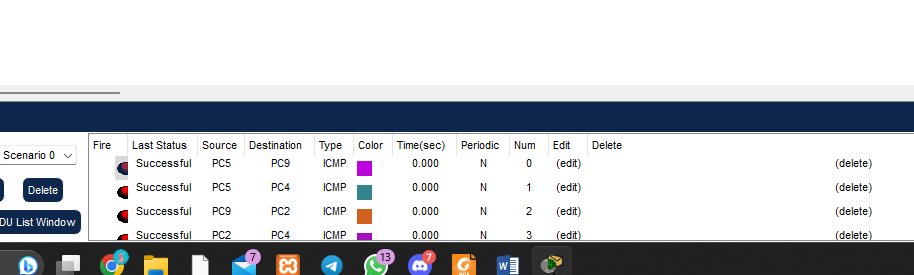 Fire Last Status Source Destination Type Color Time(sec) Periodic Num Edit Delete
Scenario 0
Successful PC5 PC9 ICMP 0.000 N 0 (edit) (delete)
Delete
Successful PC5 PC4 ICMP 0.000 N 1 (edit) (delete)
Successful PC9 PC2 ICMP 0.000 N 2 (edit) (delete)
DU List Window
Successful PC2 PC4 ICMP 0.000 N 3 (edit) (delete)
7 13 7
W